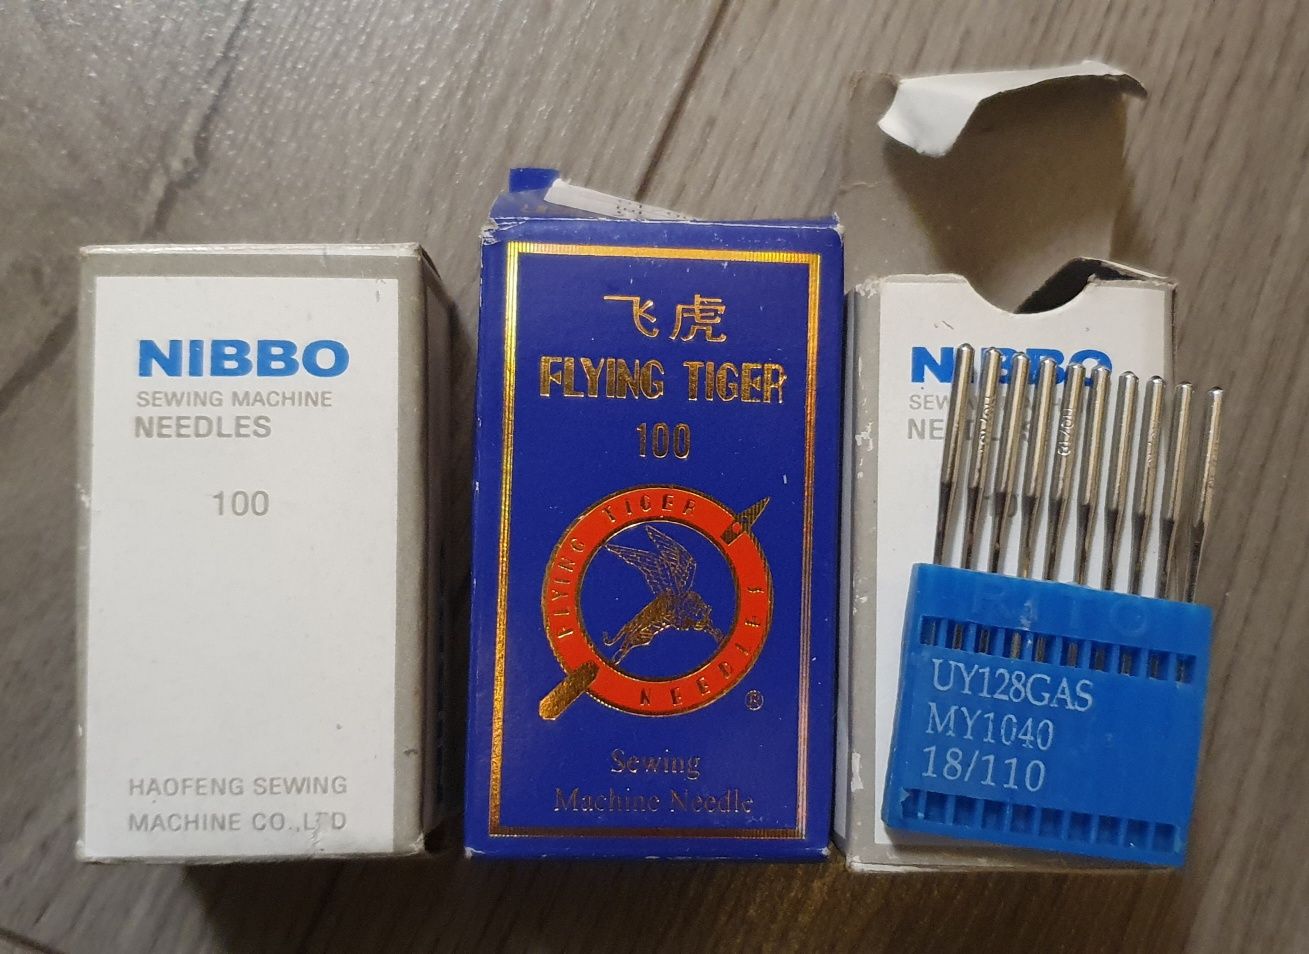 NIBBO
SEWING MACHINE
NEEDLES
100
HAOFENG SEWING
MACHINE CO.,LTD
飞虎
FLYING TIGER
100
FLYING TIGER
NEEDLES
®
Sewing
Machine Needle
NIBBO
UY128GAS
MY1040
18/110